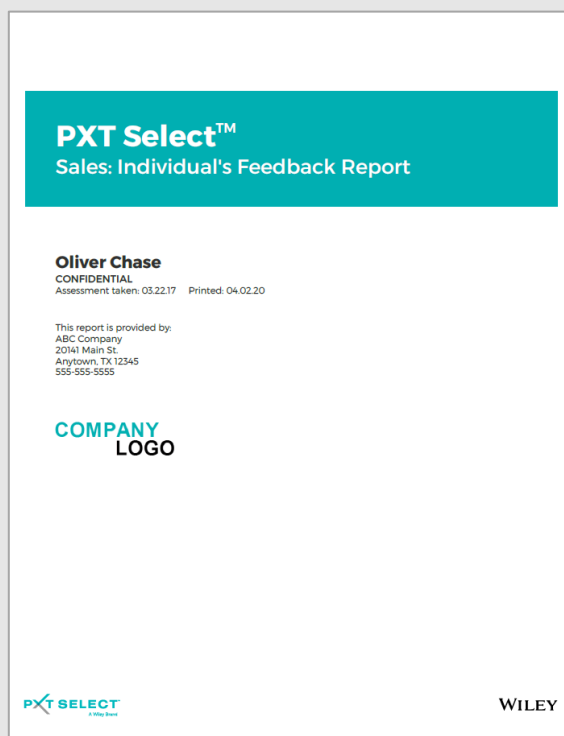 PXT Select™
Sales: Individual's Feedback Report
Oliver Chase
CONFIDENTIAL
Assessment taken: 03.22.17 Printed: 04.02.20
This report is provided by:
ABC Company
20141 Main St.
Anytown, TX 12345
555-555-5555
COMPANY
LOGO
PXT SELECT
A Wiley Brand
WILEY